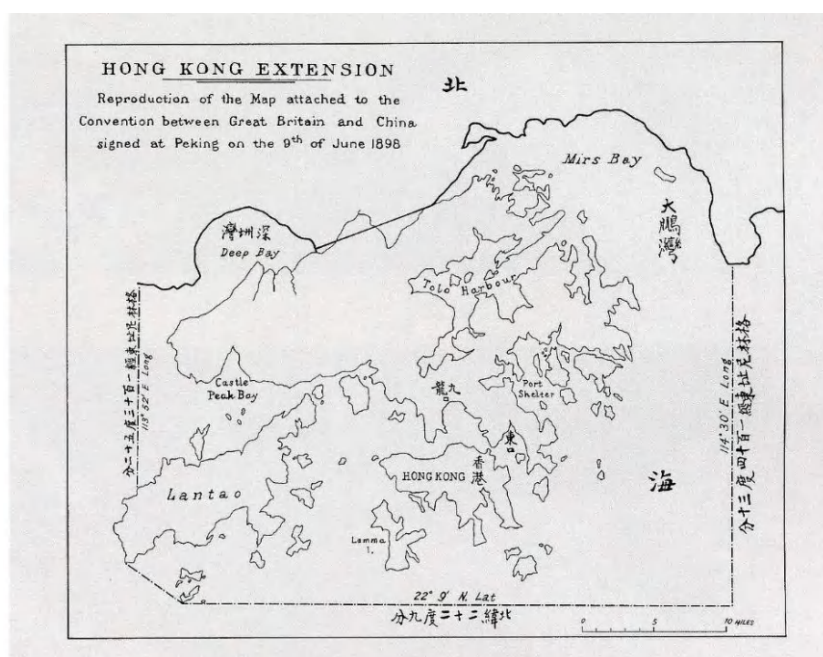 HONG KONG EXTENSION
Reproduction of the Map attached to the
Convention between Great Britain and China
signed at Peking on the 9th of June 1898
北
Mirs Bay
大鵬灣
深圳灣
Deep Bay
Tolo Harbour
格林尼址東經一百十三度五十二分
113° 52' E Long
Castle
Peak Bay
九龍
Port
Shelter
114° 30' E Long
格林尼址東經一百十四度三十分
東
HONG KONG
香港
海
Lantao
Lamma
I.
22° 9' N. Lat
北緯二十二度九分
0 5 10 MILES